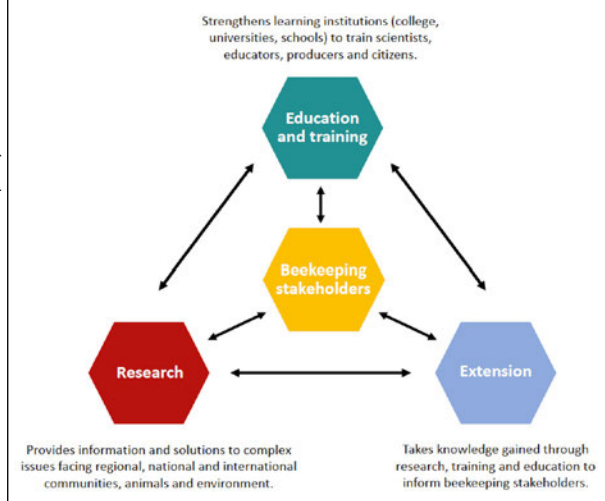 Strengthens learning institutions (college,
universities, schools) to train scientists,
educators, producers and citizens.
Education
and training
Beekeeping
stakeholders
Research
Extension
Provides information and solutions to complex
issues facing regional, national and international
communities, animals and environment.
Takes knowledge gained through
research, training and education to
inform beekeeping stakeholders.